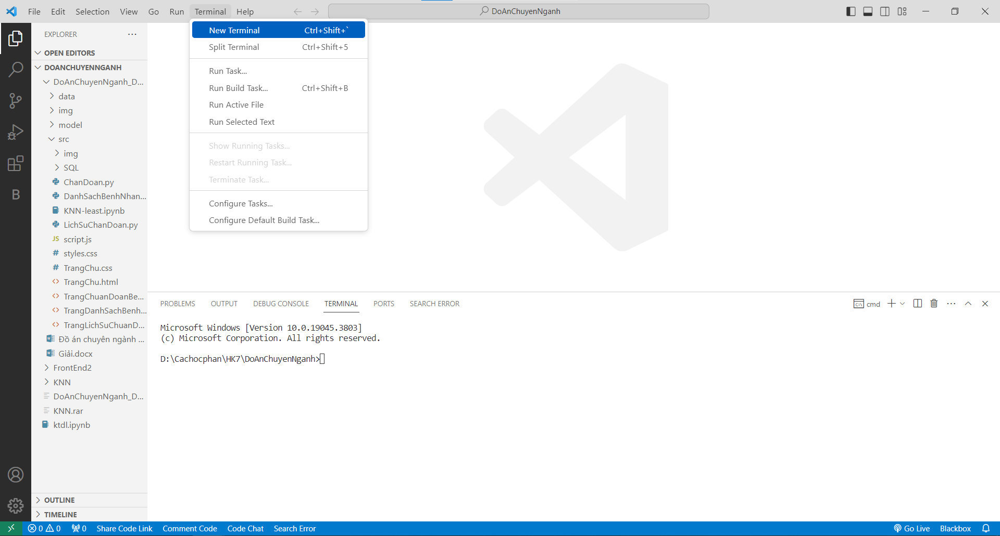 File Edit Selection View Go Run Terminal Help DoAnChuyenNganh
EXPLORER
OPEN EDITORS
DOANCHUYENNGANH
DoAnChuyenNganh_D...
data
img
model
src
img
SQL
ChanDoan.py
DanhSachBenhNhan...
KNN-least.ipynb
LichSuChanDoan.py
JS script.js
# styles.css
# TrangChu.css
<> TrangChu.html
<> TrangChuanDoanBe...
<> TrangDanhSachBenh...
<> TrangLichSuChuanD...
Đồ án chuyên ngành ...
Giải.docx
FrontEnd2
KNN
DoAnChuyenNganh_D...
KNN.rar
ktdl.ipynb
OUTLINE
TIMELINE
B
New Terminal Ctrl+Shift+`
Split Terminal Ctrl+Shift+5
Run Task...
Run Build Task... Ctrl+Shift+B
Run Active File
Run Selected Text
Show Running Tasks...
Restart Running Task...
Terminate Task...
Configure Tasks...
Configure Default Build Task...
PROBLEMS OUTPUT DEBUG CONSOLE TERMINAL PORTS SEARCH ERROR cmd
Microsoft Windows [Version 10.0.19045.3803]
(c) Microsoft Corporation. All rights reserved.
D:\Cachocphan\HK7\DoAnChuyenNganh>
0 0 0 Share Code Link Comment Code Code Chat Search Error Go Live Blackbox